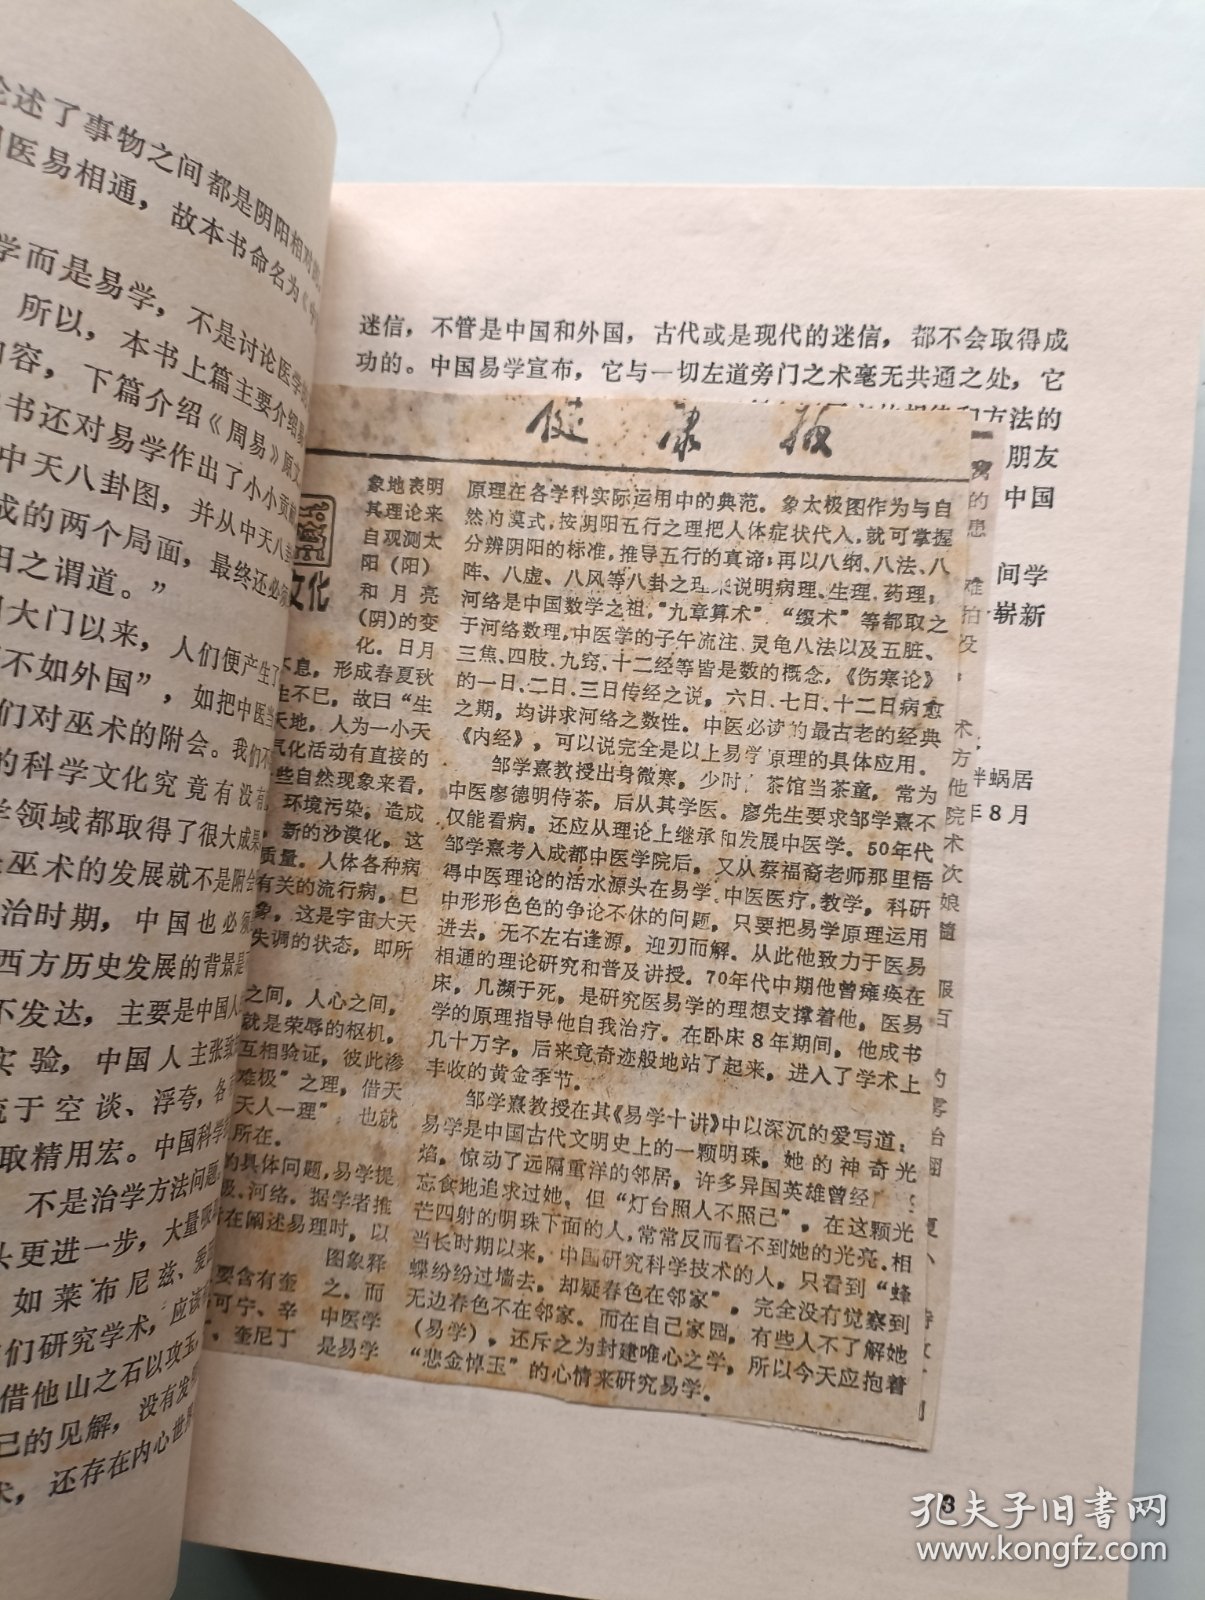 论述了事物之间都是阴阳相对
医易相通，故本书命名为《中
学而是易学，不是讨论医学
所以，本书上篇主要介绍
内容，下篇介绍《周易》原文
书还对易学作出了小小贡献
中天八卦图，并从中天八卦
成的两个局面，最终还必须
阳之谓道。”
大门以来，人们便产生了
不如外国”，如把中医当
们对巫术的附会。我们不
的科学文化究竟有没有
学领域都取得了很大成果
巫术的发展就不是附会
治时期，中国也必须
西方历史发展的背景是
不发达，主要是中国人
实验，中国人主张
流于空谈、浮夸，各
取精用宏。中国科学
不是治学方法问题
头更进一步，大量吸
如莱布尼兹、爱因
们研究学术，应该
借他山之石以攻玉
己的见解，没有发
术，还存在内心世界
迷信，不管是中国和外国，古代或是现代的迷信，都不会取得成
功的。中国易学宣布，它与一切左道旁门之术毫无共通之处，它
和方法的
朋友
中国
间学
崭新
蜗居
年8月
健康报
文化
象地表明
其理论来
自观测太
阳（阳）
和月亮
（阴）的变
化。日月
不息，形成春夏秋
生不已，故曰“生
天地，人为一小天
气化活动有直接的
些自然现象来看，
环境污染，造成
新的沙漠化，这
质量。人体各种病
有关的流行病，已
象，这是宇宙大天
失调的状态，即所
之间，人心之间，
就是荣辱的枢机，
互相验证，彼此渗
难极”之理，借天
天人一理”，也就
所在。
的具体问题，易学提
极、河络。据学者推
在阐述易理时，以
图象释
要含有奎　之。而
可宁、辛　中医学
”，奎尼丁　是易学
原理在各学科实际运用中的典范。象太极图作为与自
然的模式，按阴阳五行之理把人体症状代入，就可掌握
分辨阴阳的标准，推导五行的真谛；再以八纲、八法、八
阵、八虚、八风等八卦之理来说明病理、生理、药理；
河络是中国数学之祖，“九章算术”“缀术”等都取之
于河络数理，中医学的子午流注、灵龟八法以及五脏、
三焦、四肢、九窍、十二经等皆是数的概念，《伤寒论》
的一日、二日、三日传经之说，六日、七日、十二日病愈
之期，均讲求河络之数性。中医必读的最古老的经典
《内经》，可以说完全是以上易学原理的具体应用。
邹学熹教授出身微寒，少时　茶馆当茶童，常为
中医廖德明侍茶，后从其学医。廖先生要求邹学熹不
仅能看病，还应从理论上继承和发展中医学。50年代
邹学熹考入成都中医学院后，又从蔡福裔老师那里悟
得中医理论的活水源头在易学。中医医疗，教学，科研
中形形色色的争论不休的问题，只要把易学原理运用
进去，无不左右逢源，迎刃而解。从此他致力于医易
相通的理论研究和普及讲授。70年代中期他曾瘫痪在
床，几濒于死，是研究医易学的理想支撑着他，医易
学的原理指导他自我治疗。在卧床8年期间，他成书
几十万字，后来竟奇迹般地站了起来，进入了学术上
丰收的黄金季节。
邹学熹教授在其《易学十讲》中以深沉的爱写道：
易学是中国古代文明史上的一颗明珠，她的神奇光
焰，惊动了远隔重洋的邻居，许多异国英雄曾经
忘食地追求过她，但“灯台照人不照己”，在这颗光
芒四射的明珠下面的人，常常反而看不到她的光亮。相
当长时期以来，中国研究科学技术的人，只看到“蜂
蝶纷纷过墙去，却疑春色在邻家”，完全没有觉察到
无边春色不在邻家。而在自己家园，有些人不了解她
（易学），还斥之为封建唯心之学，所以今天应抱着
“悲金悼玉”的心情来研究易学。
3
孔夫子旧书网
www.kongfz.com